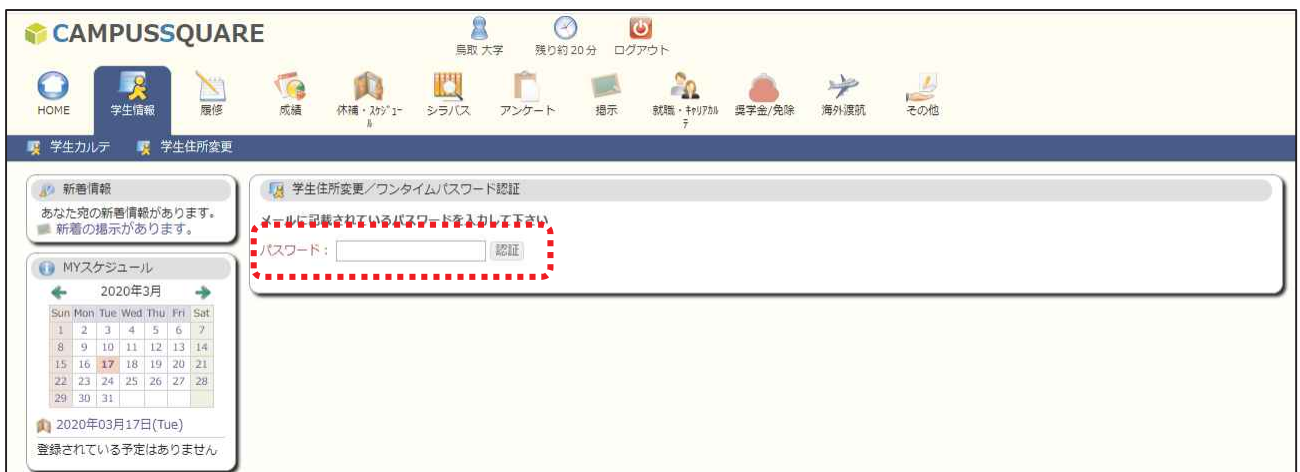 CAMPUSSQUARE
鳥取 大学 残り約20分 ログアウト
HOME 学生情報 履修 成績 休補・ｽｹｼﾞｭｰﾙ シラバス アンケート 掲示 就職・ｷｬﾘｱｶﾙﾃ 奨学金/免除 海外渡航 その他
学生カルテ 学生住所変更
新着情報
あなた宛の新着情報があります。
新着の掲示があります。
学生住所変更／ワンタイムパスワード認証
メールに記載されているパスワードを入力して下さい
パスワード： 認証
MYスケジュール
2020年3月
Sun Mon Tue Wed Thu Fri Sat
1 2 3 4 5 6 7
8 9 10 11 12 13 14
15 16 17 18 19 20 21
22 23 24 25 26 27 28
29 30 31
2020年03月17日(Tue)
登録されている予定はありません